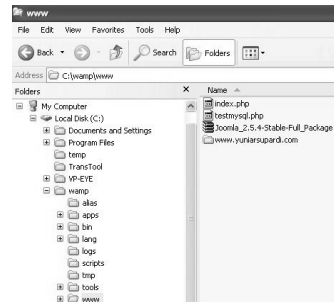 www
File Edit View Favorites Tools Help
Back Search Folders
Address C:\wamp\www
Folders × Name
My Computer
Local Disk (C:)
Documents and Settings
Program Files
temp
TransTool
VP-EYE
wamp
alias
apps
bin
lang
logs
scripts
tmp
tools
www
index.php
testmysql.php
Joomla_2.5.4-Stable-Full_Package
www.yuniarsupardi.com